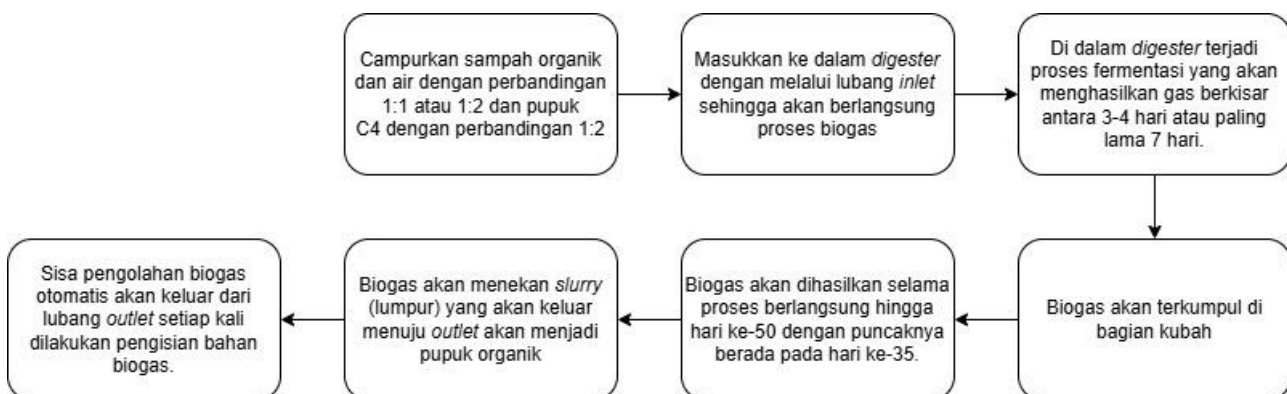 Campurkan sampah organik
dan air dengan perbandingan
1:1 atau 1:2 dan pupuk
C4 dengan perbandingan 1:2
Masukkan ke dalam digester
dengan melalui lubang inlet
sehingga akan berlangsung
proses biogas
Di dalam digester terjadi
proses fermentasi yang akan
menghasilkan gas berkisar
antara 3-4 hari atau paling
lama 7 hari.
Biogas akan terkumpul di
bagian kubah
Biogas akan dihasilkan selama
proses berlangsung hingga
hari ke-50 dengan puncaknya
berada pada hari ke-35.
Biogas akan menekan slurry
(lumpur) yang akan keluar
menuju outlet akan menjadi
pupuk organik
Sisa pengolahan biogas
otomatis akan keluar dari
lubang outlet setiap kali
dilakukan pengisian bahan
biogas.